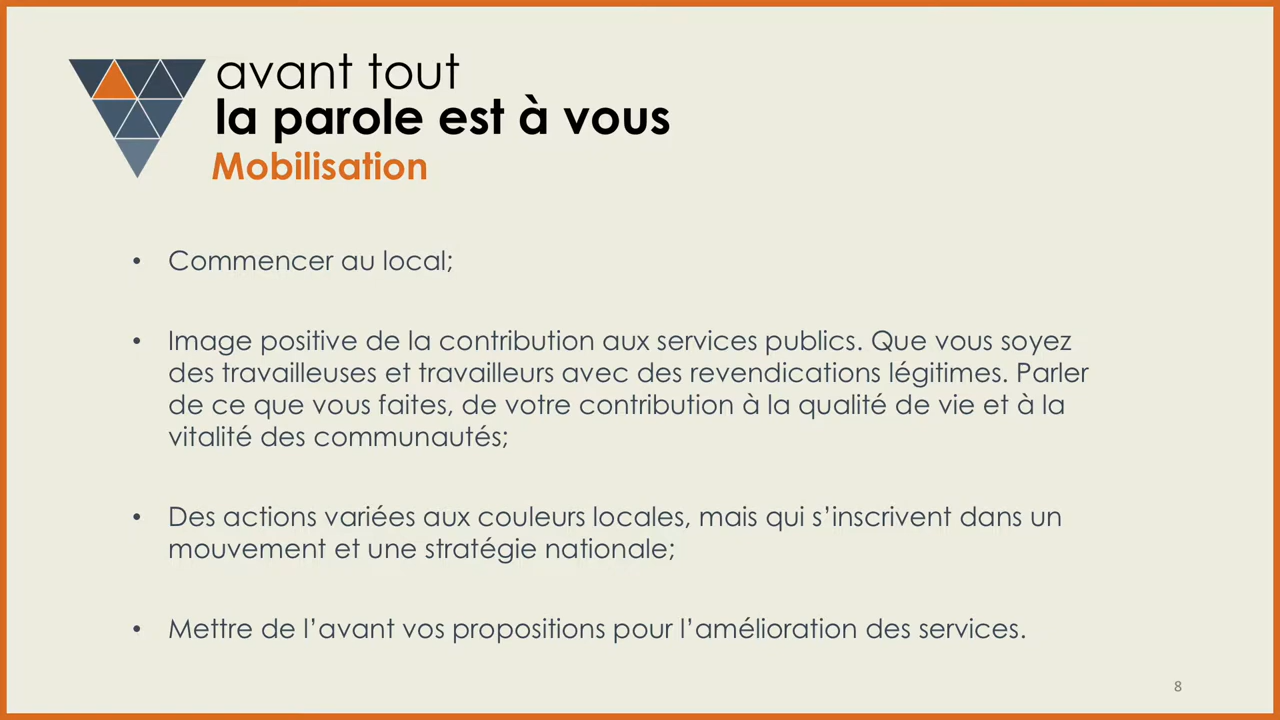 avant tout
la parole est à vous
Mobilisation
• Commencer au local;
• Image positive de la contribution aux services publics. Que vous soyez
des travailleuses et travailleurs avec des revendications légitimes. Parler
de ce que vous faites, de votre contribution à la qualité de vie et à la
vitalité des communautés;
• Des actions variées aux couleurs locales, mais qui s’inscrivent dans un
mouvement et une stratégie nationale;
• Mettre de l’avant vos propositions pour l’amélioration des services.
8